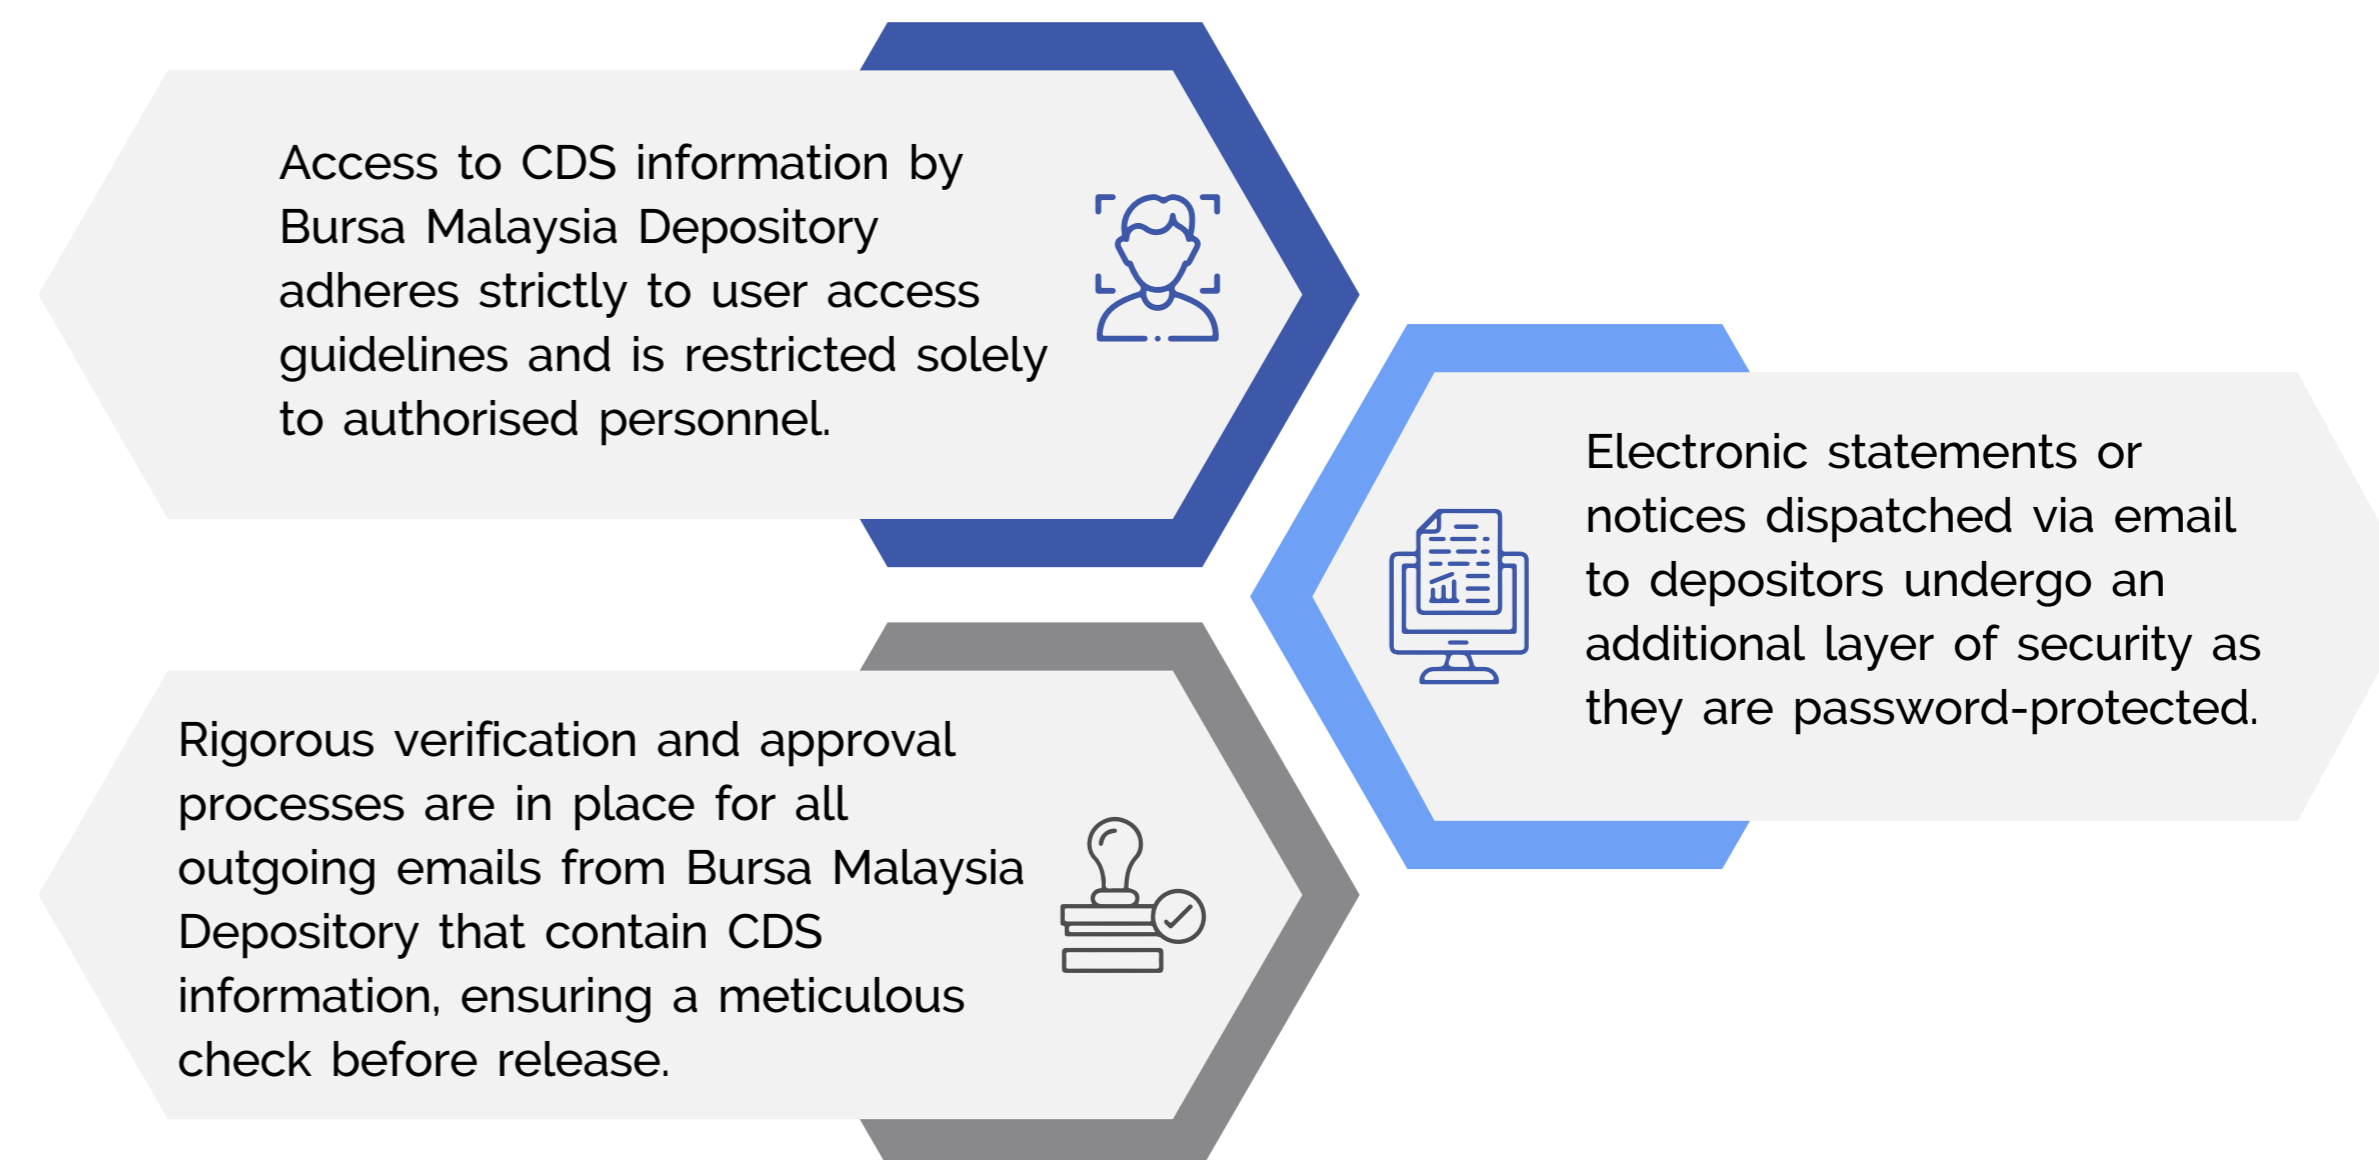 Access to CDS information by
Bursa Malaysia Depository
adheres strictly to user access
guidelines and is restricted solely
to authorised personnel.
Electronic statements or
notices dispatched via email
to depositors undergo an
additional layer of security as
they are password-protected.
Rigorous verification and approval
processes are in place for all
outgoing emails from Bursa Malaysia
Depository that contain CDS
information, ensuring a meticulous
check before release.